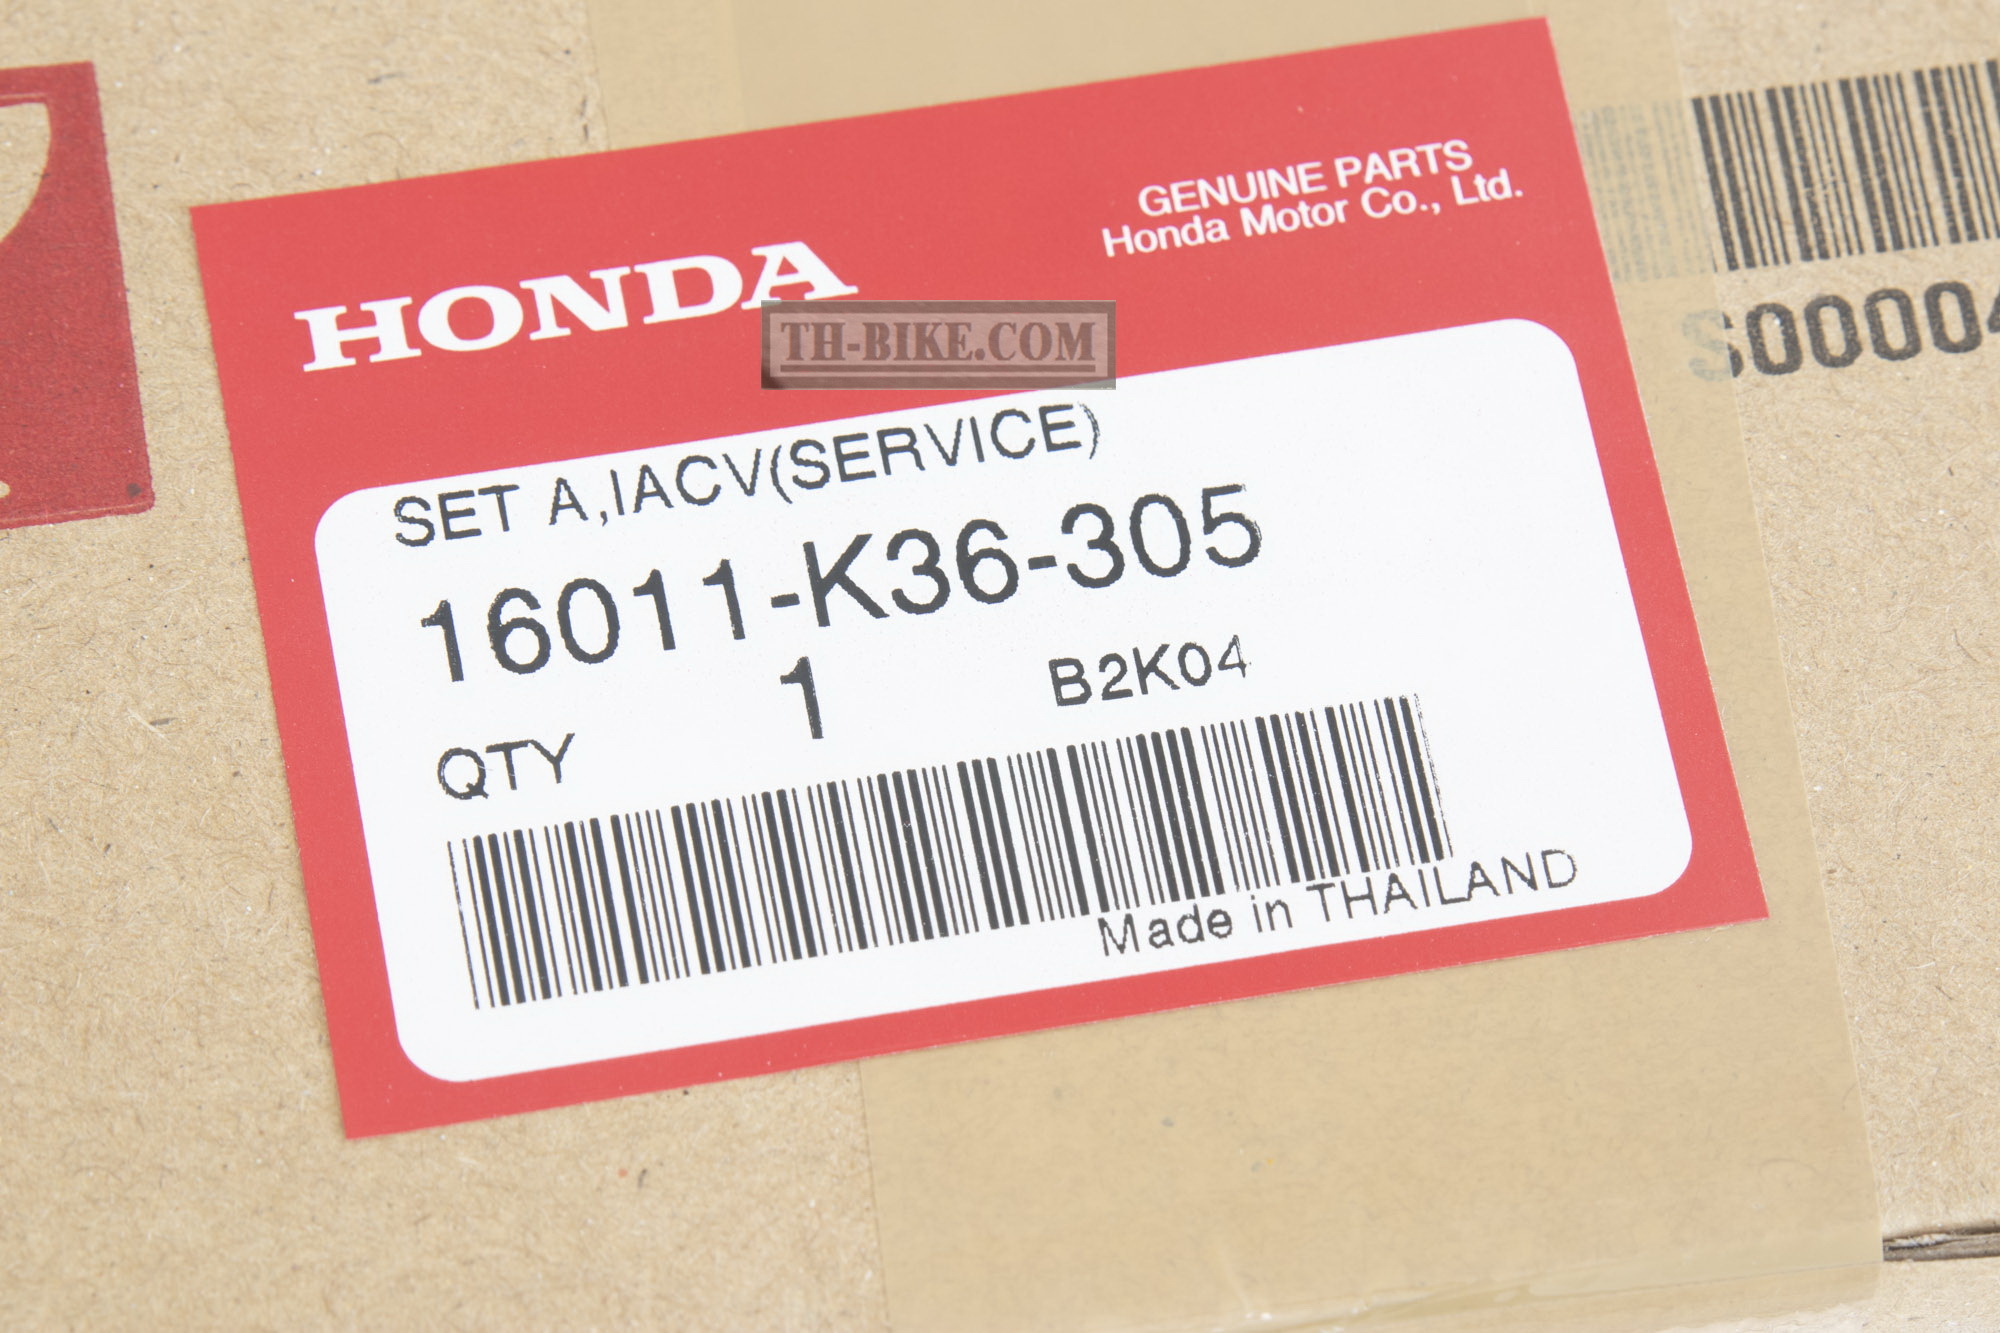 GENUINE PARTS
Honda Motor Co., Ltd.
HONDA
TH-BIKE.COM
SET A,IACV(SERVICE)
16011-K36-305
1
B2K04
QTY
Made in THAILAND
S00004